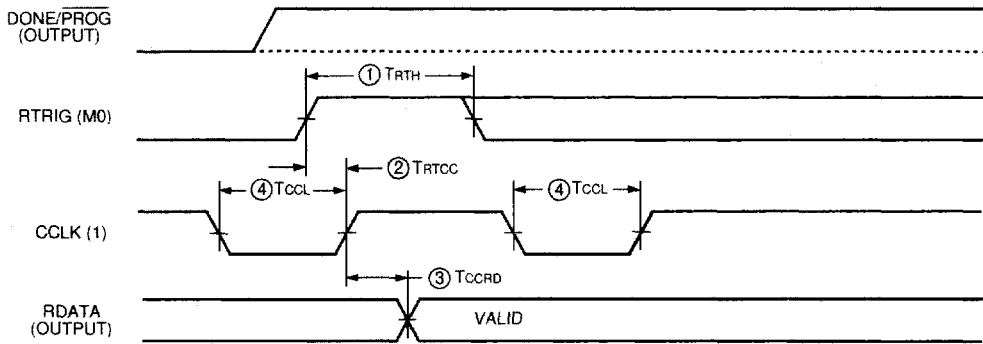 DONE/PROG
(OUTPUT)
① TRTH
RTRIG (M0)
② TRTCC
④ TCCL
④ TCCL
CCLK (1)
③ TCCRD
RDATA
(OUTPUT)
VALID